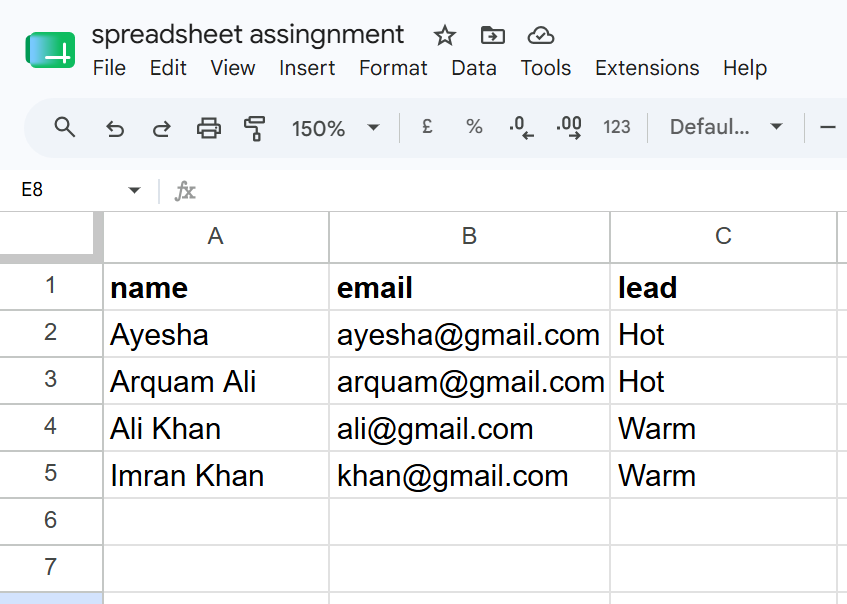 spreadsheet assingnment
File Edit View Insert Format Data Tools Extensions Help
150% £ % .0 .00 123 Defaul...
E8 fx
A B C
1 name email lead
2 Ayesha ayesha@gmail.com Hot
3 Arquam Ali arquam@gmail.com Hot
4 Ali Khan ali@gmail.com Warm
5 Imran Khan khan@gmail.com Warm
6
7